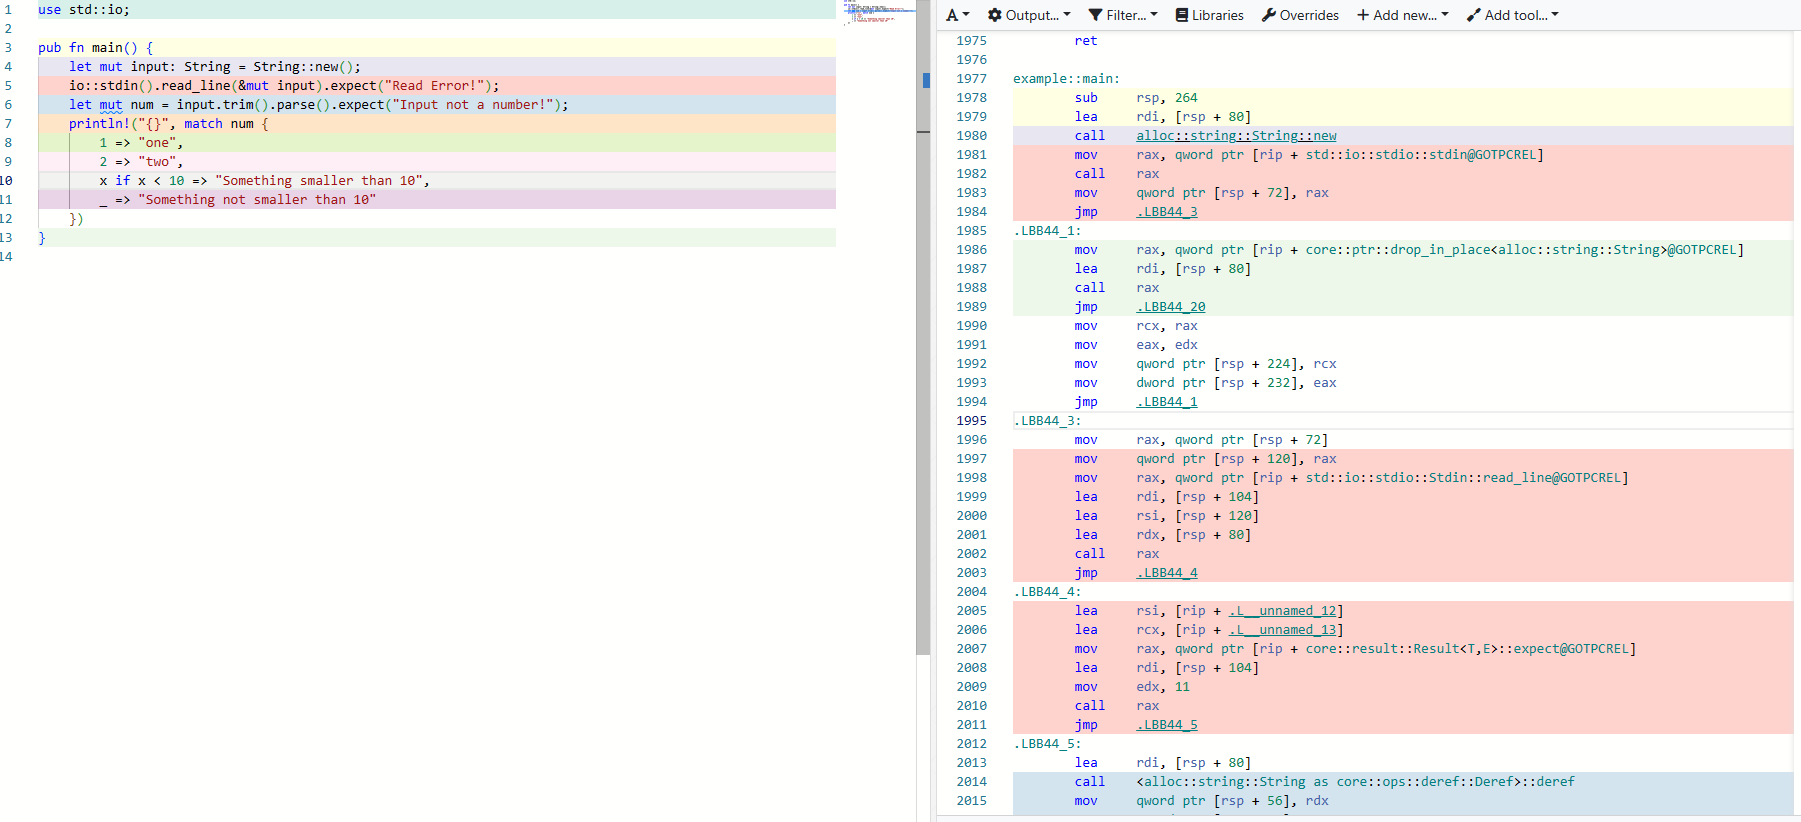 1 use std::io;
2
3 pub fn main() {
4 let mut input: String = String::new();
5 io::stdin().read_line(&mut input).expect("Read Error!");
6 let mut num = input.trim().parse().expect("Input not a number!");
7 println!("{}", match num {
8 1 => "one",
9 2 => "two",
10 x if x < 10 => "Something smaller than 10",
11 _ => "Something not smaller than 10"
12 })
13 }
14
A Output... Filter... Libraries Overrides + Add new... Add tool...
1975 ret
1976
1977 example::main:
1978 sub rsp, 264
1979 lea rdi, [rsp + 80]
1980 call alloc::string::String::new
1981 mov rax, qword ptr [rip + std::io::stdio::stdin@GOTPCREL]
1982 call rax
1983 mov qword ptr [rsp + 72], rax
1984 jmp .LBB44_3
1985 .LBB44_1:
1986 mov rax, qword ptr [rip + core::ptr::drop_in_place<alloc::string::String>@GOTPCREL]
1987 lea rdi, [rsp + 80]
1988 call rax
1989 jmp .LBB44_20
1990 mov rcx, rax
1991 mov eax, edx
1992 mov qword ptr [rsp + 224], rcx
1993 mov dword ptr [rsp + 232], eax
1994 jmp .LBB44_1
1995 .LBB44_3:
1996 mov rax, qword ptr [rsp + 72]
1997 mov qword ptr [rsp + 120], rax
1998 mov rax, qword ptr [rip + std::io::stdio::Stdin::read_line@GOTPCREL]
1999 lea rdi, [rsp + 104]
2000 lea rsi, [rsp + 120]
2001 lea rdx, [rsp + 80]
2002 call rax
2003 jmp .LBB44_4
2004 .LBB44_4:
2005 lea rsi, [rip + .L__unnamed_12]
2006 lea rcx, [rip + .L__unnamed_13]
2007 mov rax, qword ptr [rip + core::result::Result<T,E>::expect@GOTPCREL]
2008 lea rdi, [rsp + 104]
2009 mov edx, 11
2010 call rax
2011 jmp .LBB44_5
2012 .LBB44_5:
2013 lea rdi, [rsp + 80]
2014 call <alloc::string::String as core::ops::deref::Deref>::deref
2015 mov qword ptr [rsp + 56], rdx